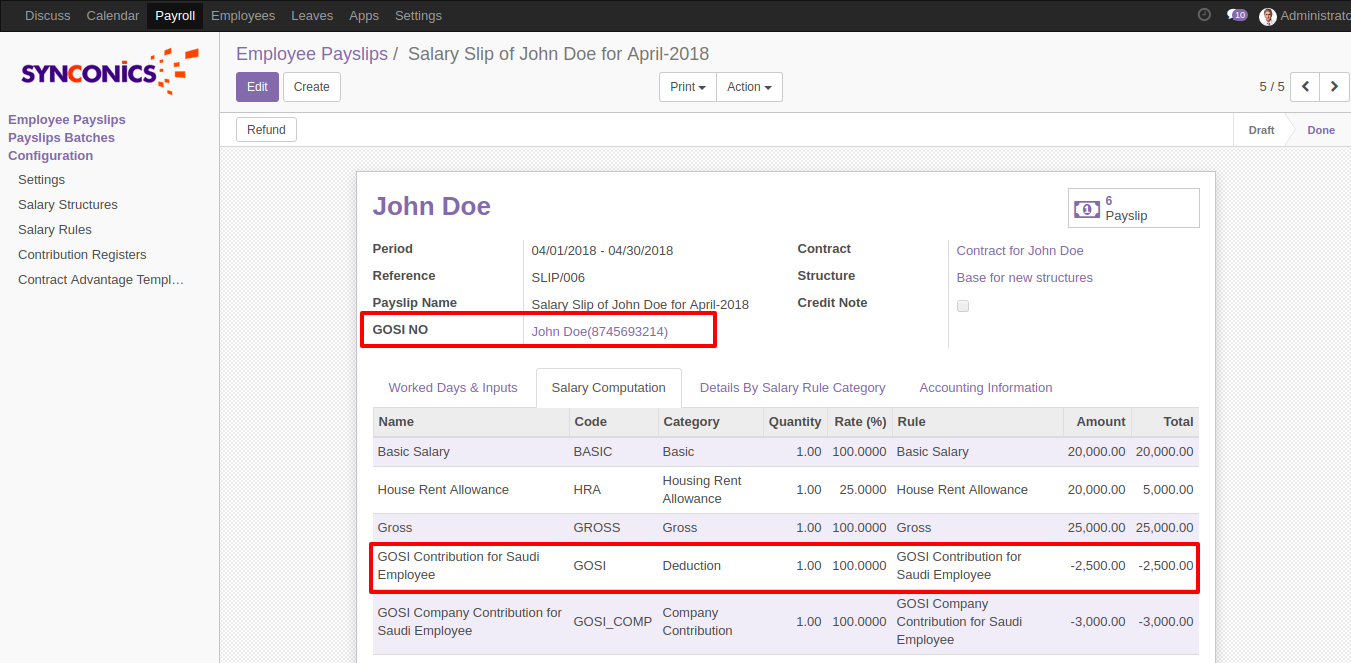 Discuss Calendar Payroll Employees Leaves Apps Settings 10 Administrato
SYNCONICS
Employee Payslips / Salary Slip of John Doe for April-2018
Edit Create Print Action 5 / 5
Employee Payslips
Payslips Batches
Configuration
Settings
Salary Structures
Salary Rules
Contribution Registers
Contract Advantage Templ…
Refund Draft Done
John Doe
6
Payslip
Period 04/01/2018 - 04/30/2018 Contract Contract for John Doe
Reference SLIP/006 Structure Base for new structures
Payslip Name Salary Slip of John Doe for April-2018 Credit Note
GOSI NO John Doe(8745693214)
Worked Days & Inputs Salary Computation Details By Salary Rule Category Accounting Information
Name Code Category Quantity Rate (%) Rule Amount Total
Basic Salary BASIC Basic 1.00 100.0000 Basic Salary 20,000.00 20,000.00
House Rent Allowance HRA Housing Rent
Allowance 1.00 25.0000 House Rent Allowance 20,000.00 5,000.00
Gross GROSS Gross 1.00 100.0000 Gross 25,000.00 25,000.00
GOSI Contribution for Saudi
Employee GOSI Deduction 1.00 100.0000 GOSI Contribution for
Saudi Employee -2,500.00 -2,500.00
GOSI Company Contribution for
Saudi Employee GOSI_COMP Company
Contribution 1.00 100.0000 GOSI Company
Contribution for Saudi
Employee -3,000.00 -3,000.00